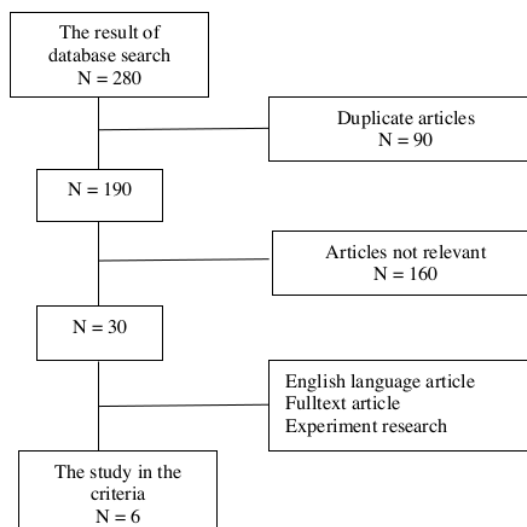 The result of
database search
N = 280
Duplicate articles
N = 90
N = 190
Articles not relevant
N = 160
N = 30
English language article
Fulltext article
Experiment research
The study in the
criteria
N = 6